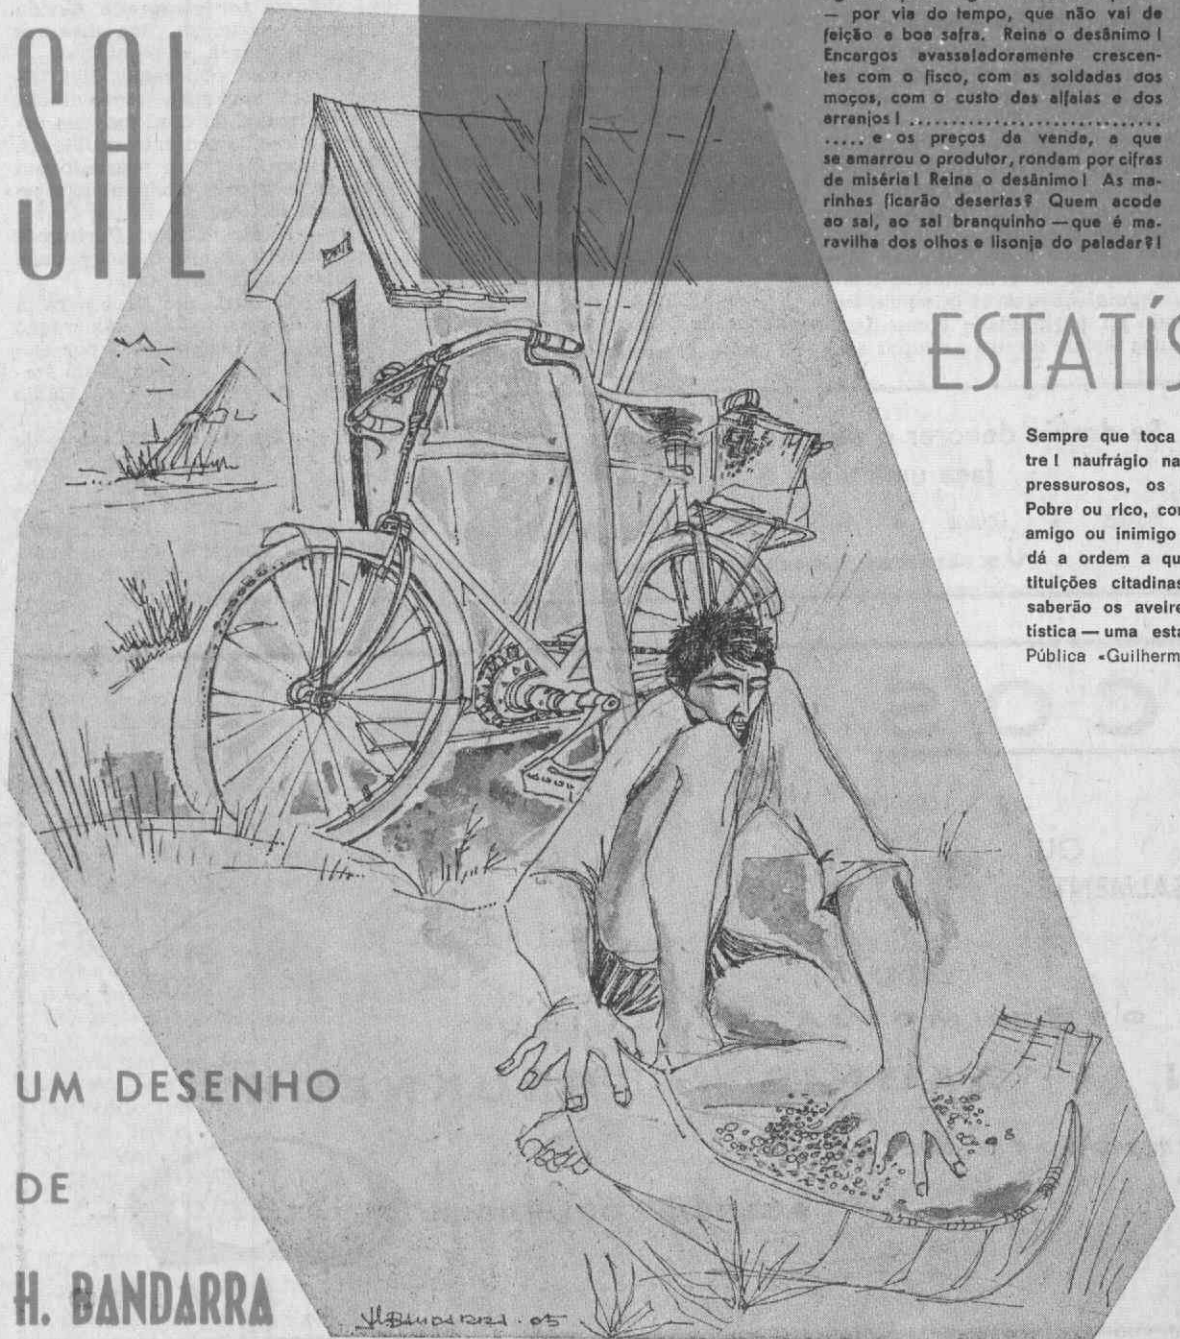 SAL
— por via do tempo, que não vai de
feição a boa safra. Reina o desânimo!
Encargos avassaladoramente crescen-
tes com o fisco, com as soldadas dos
moços, com o custo das alfaias e dos
arranjos! ............................
..... e os preços da venda, a que
se amarrou o produtor, rondam por cifras
de miséria! Reina o desânimo! As ma-
rinhas ficarão desertas? Quem acode
ao sal, ao sal branquinho — que é ma-
ravilha dos olhos e lisonja do paladar?!
ESTATÍS
Sempre que toca
tre! naufrágio na
pressurosos, os
Pobre ou rico, co
amigo ou inimigo
dá a ordem a qu
tituições citadinas
saberão os aveire
tística — uma esta
Pública «Guilherm
UM DESENHO
DE
H. BANDARRA
H. BANDARRA . 65